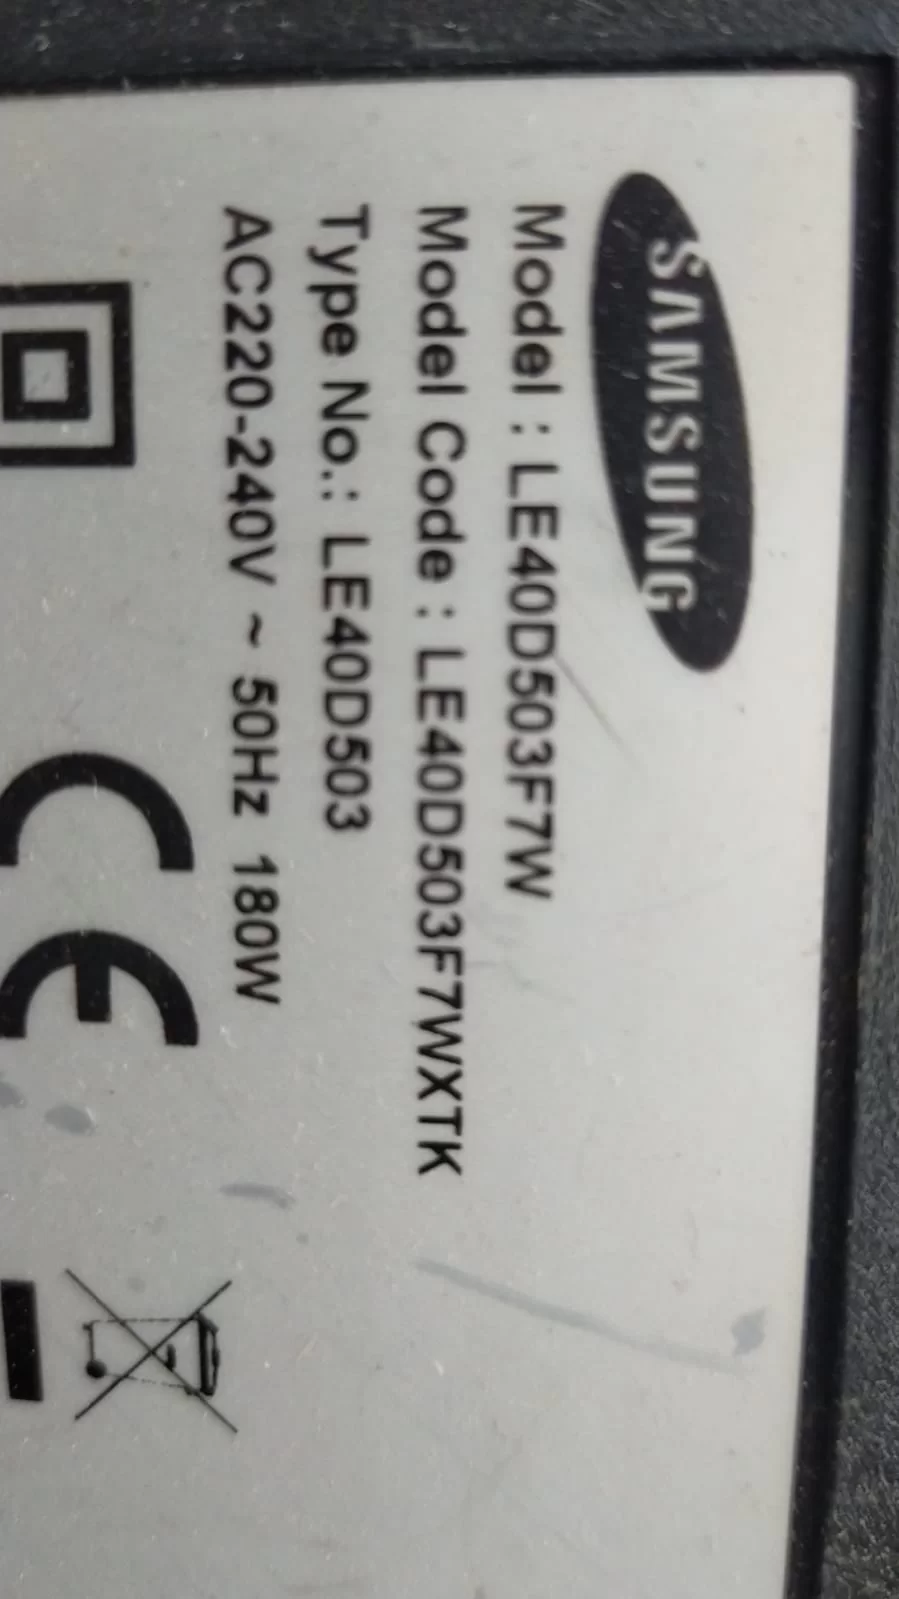 SAMSUNG
Model : LE40D503F7W
Model Code : LE40D503F7WXTK
Type No.: LE40D503
AC220-240V ~ 50Hz 180W
CE